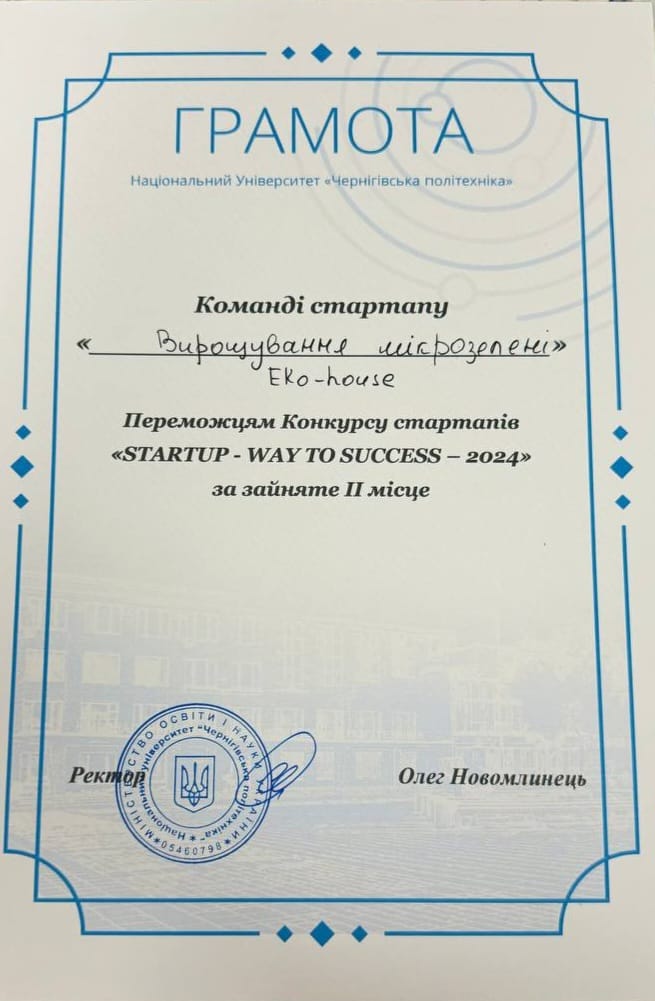 ГРАМОТА
Національний Університет «Чернігівська політехніка»
Команді стартапу
« Вирощування мікрозелені»
Eko-house
Переможцям Конкурсу стартапів
«STARTUP - WAY TO SUCCESS – 2024»
за зайняте II місце
Ректор
Олег Новомлинець
МІНІСТЕРСТВО ОСВІТИ І НАУКИ УКРАЇНИ
Національний університет "Чернігівська політехніка"
* 05460798 *